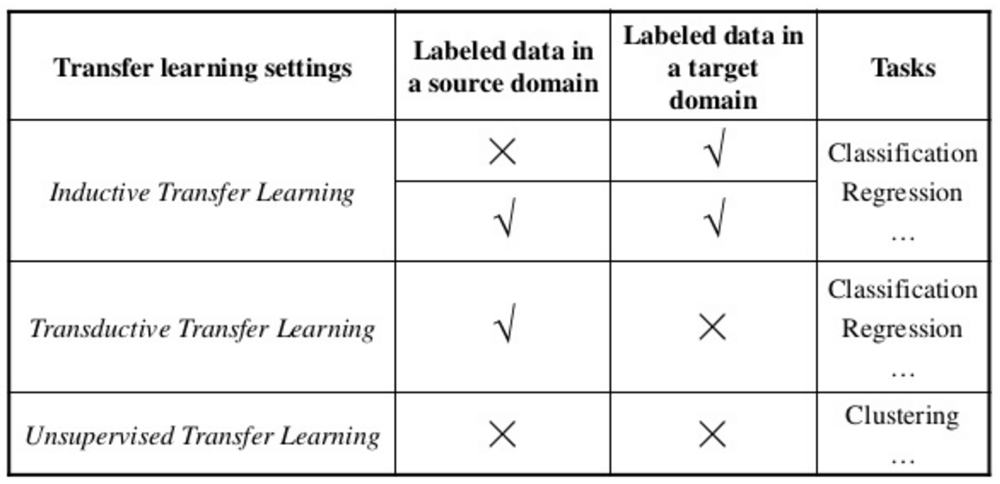 Transfer learning settings
Labeled data in
a source domain
Labeled data in
a target
domain
Tasks
Inductive Transfer Learning
× √
√ √
Classification
Regression
…
Transductive Transfer Learning
√ ×
Classification
Regression
…
Unsupervised Transfer Learning
× ×
Clustering
…